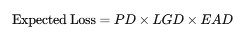 Expected Loss = PD × LGD × EAD